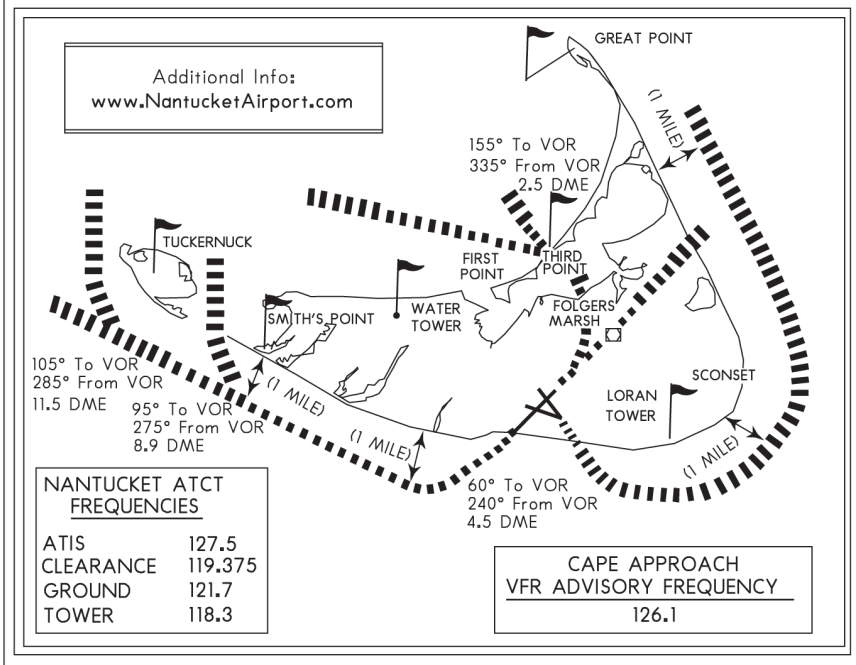 GREAT POINT
Additional Info:
www.NantucketAirport.com
(1 MILE)
155° To VOR
335° From VOR
2.5 DME
TUCKERNUCK
FIRST
POINT
THIRD
POINT
SMITH'S POINT
WATER
TOWER
FOLGERS
MARSH
105° To VOR
285° From VOR
11.5 DME
(1 MILE)
95° To VOR
275° From VOR
8.9 DME
(1 MILE)
SCONSET
LORAN
TOWER
(1 MILE)
60° To VOR
240° From VOR
4.5 DME
NANTUCKET ATCT
FREQUENCIES
ATIS 127.5
CLEARANCE 119.375
GROUND 121.7
TOWER 118.3
CAPE APPROACH
VFR ADVISORY FREQUENCY
126.1